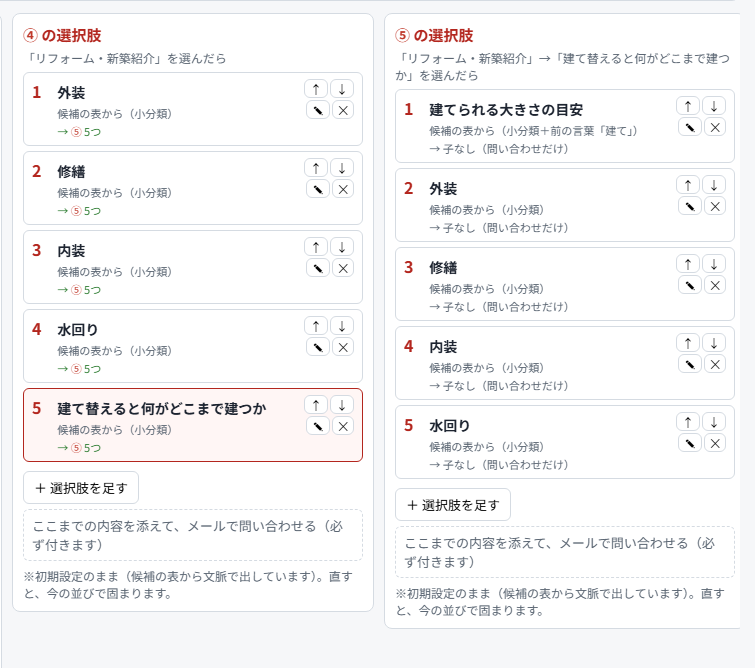 ④ の選択肢
「リフォーム・新築紹介」を選んだら
1 外装 ↑ ↓
候補の表から（小分類） ✎ ×
→ ⑤ 5つ
2 修繕 ↑ ↓
候補の表から（小分類） ✎ ×
→ ⑤ 5つ
3 内装 ↑ ↓
候補の表から（小分類） ✎ ×
→ ⑤ 5つ
4 水回り ↑ ↓
候補の表から（小分類） ✎ ×
→ ⑤ 5つ
5 建て替えると何がどこまで建つか ↑ ↓
候補の表から（小分類） ✎ ×
→ ⑤ 5つ
＋ 選択肢を足す
ここまでの内容を添えて、メールで問い合わせる（必
ず付きます）
※初期設定のまま（候補の表から文脈で出しています）。直す
と、今の並びで固まります。
⑤ の選択肢
「リフォーム・新築紹介」→「建て替えると何がどこまで建つ
か」を選んだら
1 建てられる大きさの目安 ↑ ↓
候補の表から（小分類＋前の言葉「建て」） ✎ ×
→ 子なし（問い合わせだけ）
2 外装 ↑ ↓
候補の表から（小分類） ✎ ×
→ 子なし（問い合わせだけ）
3 修繕 ↑ ↓
候補の表から（小分類） ✎ ×
→ 子なし（問い合わせだけ）
4 内装 ↑ ↓
候補の表から（小分類） ✎ ×
→ 子なし（問い合わせだけ）
5 水回り ↑ ↓
候補の表から（小分類） ✎ ×
→ 子なし（問い合わせだけ）
＋ 選択肢を足す
ここまでの内容を添えて、メールで問い合わせる（必
ず付きます）
※初期設定のまま（候補の表から文脈で出しています）。直す
と、今の並びで固まります。